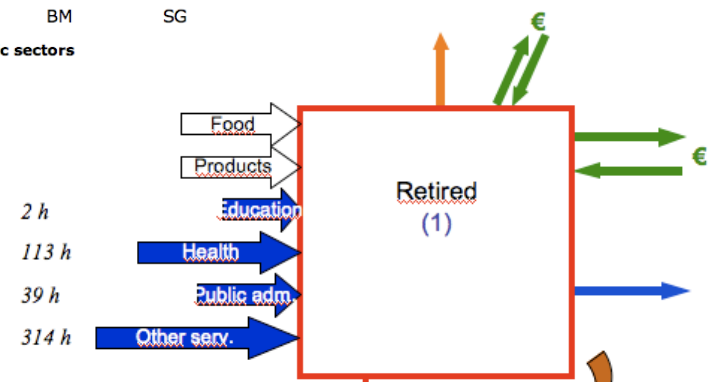 BM SG
c sectors
€
Food
Products
€
Retired
(1)
2 h Education
113 h Health
39 h Public adm.
314 h Other serv.